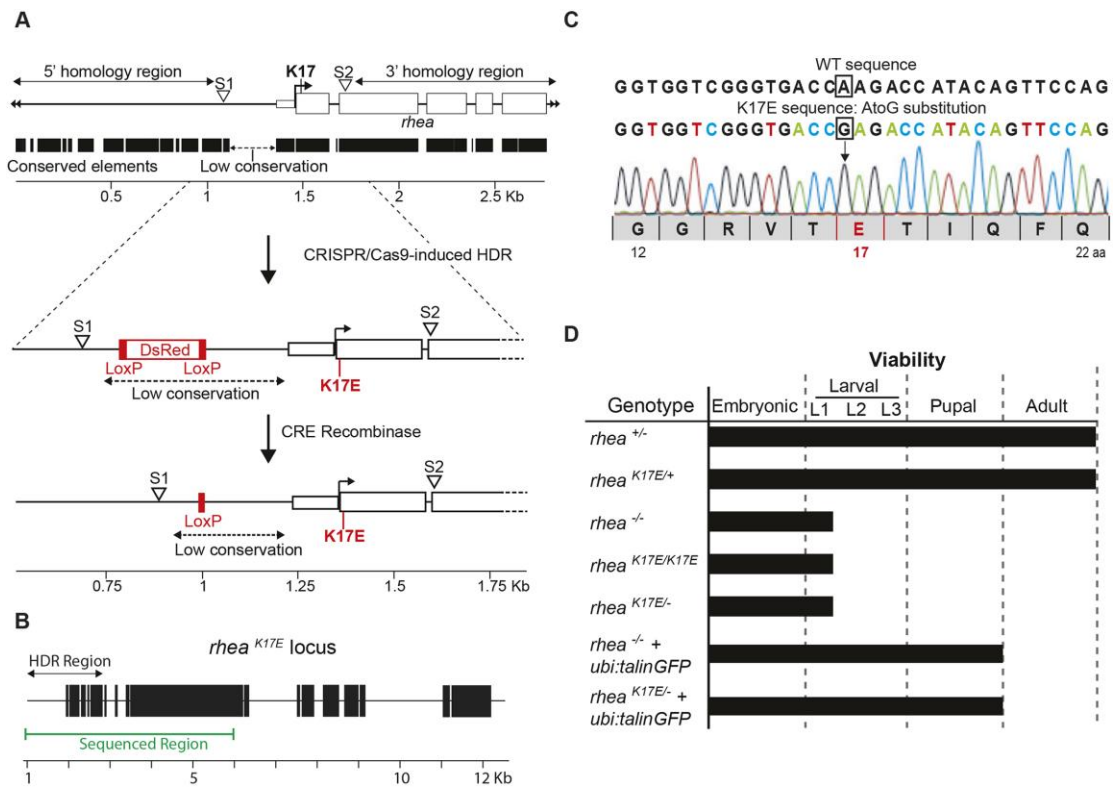 A
5' homology region
S1
K17
S2
3' homology region
rhea
Conserved elements
Low conservation
0.5
1
1.5
2
2.5 Kb
CRISPR/Cas9-induced HDR
S1
DsRed
LoxP
LoxP
Low conservation
K17E
S2
CRE Recombinase
S1
LoxP
Low conservation
K17E
S2
0.75
1
1.25
1.5
1.75 Kb
B
rhea K17E locus
HDR Region
Sequenced Region
1
5
10
12 Kb
C
WT sequence
GGTGGTCGGGTGACCAAGACCATACAGTTCCAG
K17E sequence: AtoG substitution
GGTGGTCGGGTGACCGAGACCATACAGTTCCAG
G G R V T E T I Q F Q
12
17
22 aa
D
Viability
Genotype
Embryonic
Larval
L1 L2 L3
Pupal
Adult
rhea +/-
rhea K17E/+
rhea -/-
rhea K17E/K17E
rhea K17E/-
rhea -/- +
ubi:talinGFP
rhea K17E/- +
ubi:talinGFP